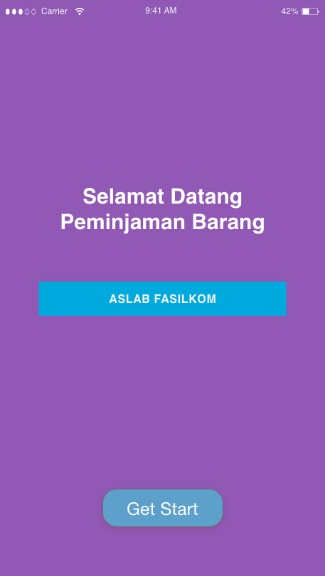 Carrier 9:41 AM 42%
Selamat Datang
Peminjaman Barang
ASLAB FASILKOM
Get Start